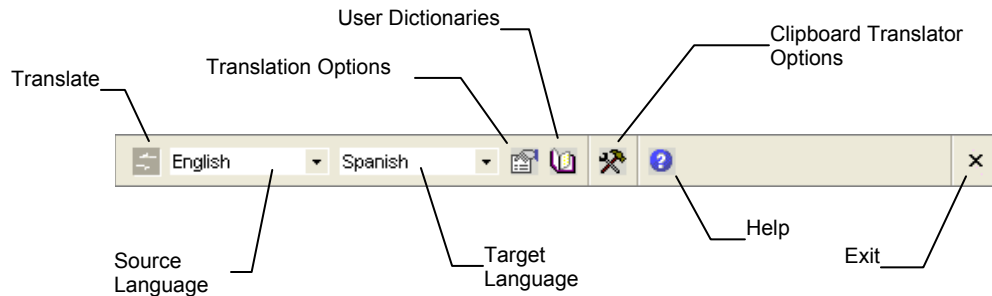 User Dictionaries
Clipboard Translator
Options
Translation Options
Translate
English
Spanish
?
×
Help
Source
Language
Target
Language
Exit